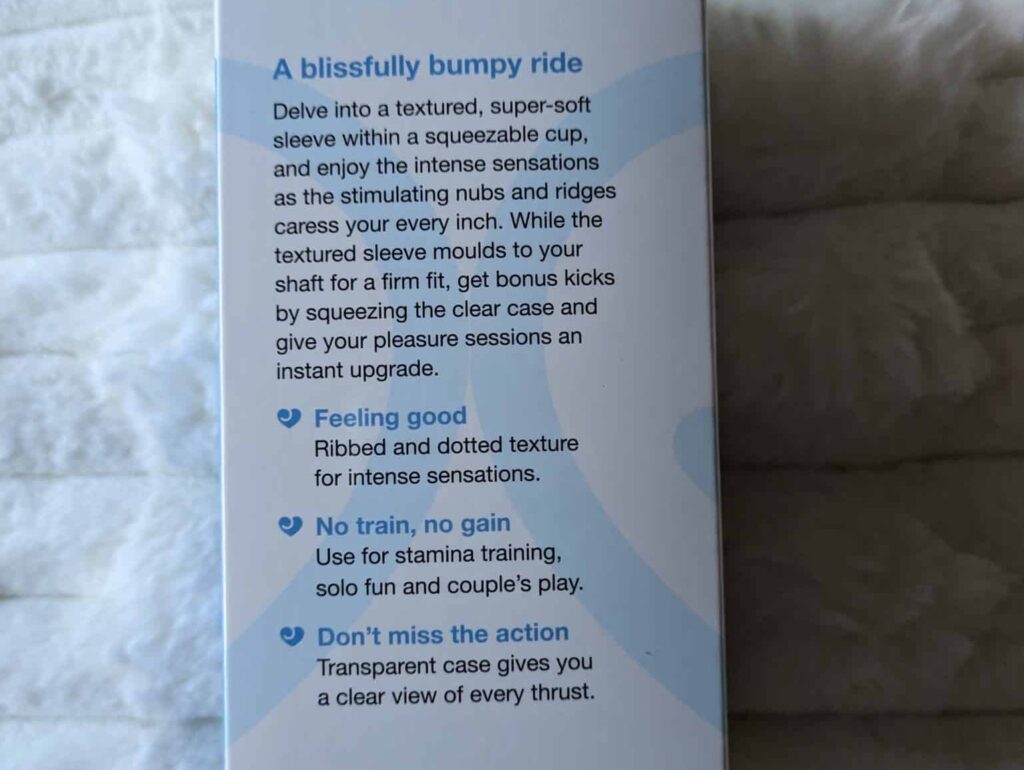 A blissfully bumpy ride
Delve into a textured, super-soft
sleeve within a squeezable cup,
and enjoy the intense sensations
as the stimulating nubs and ridges
caress your every inch. While the
textured sleeve moulds to your
shaft for a firm fit, get bonus kicks
by squeezing the clear case and
give your pleasure sessions an
instant upgrade.
Feeling good
Ribbed and dotted texture
for intense sensations.
No train, no gain
Use for stamina training,
solo fun and couple's play.
Don't miss the action
Transparent case gives you
a clear view of every thrust.